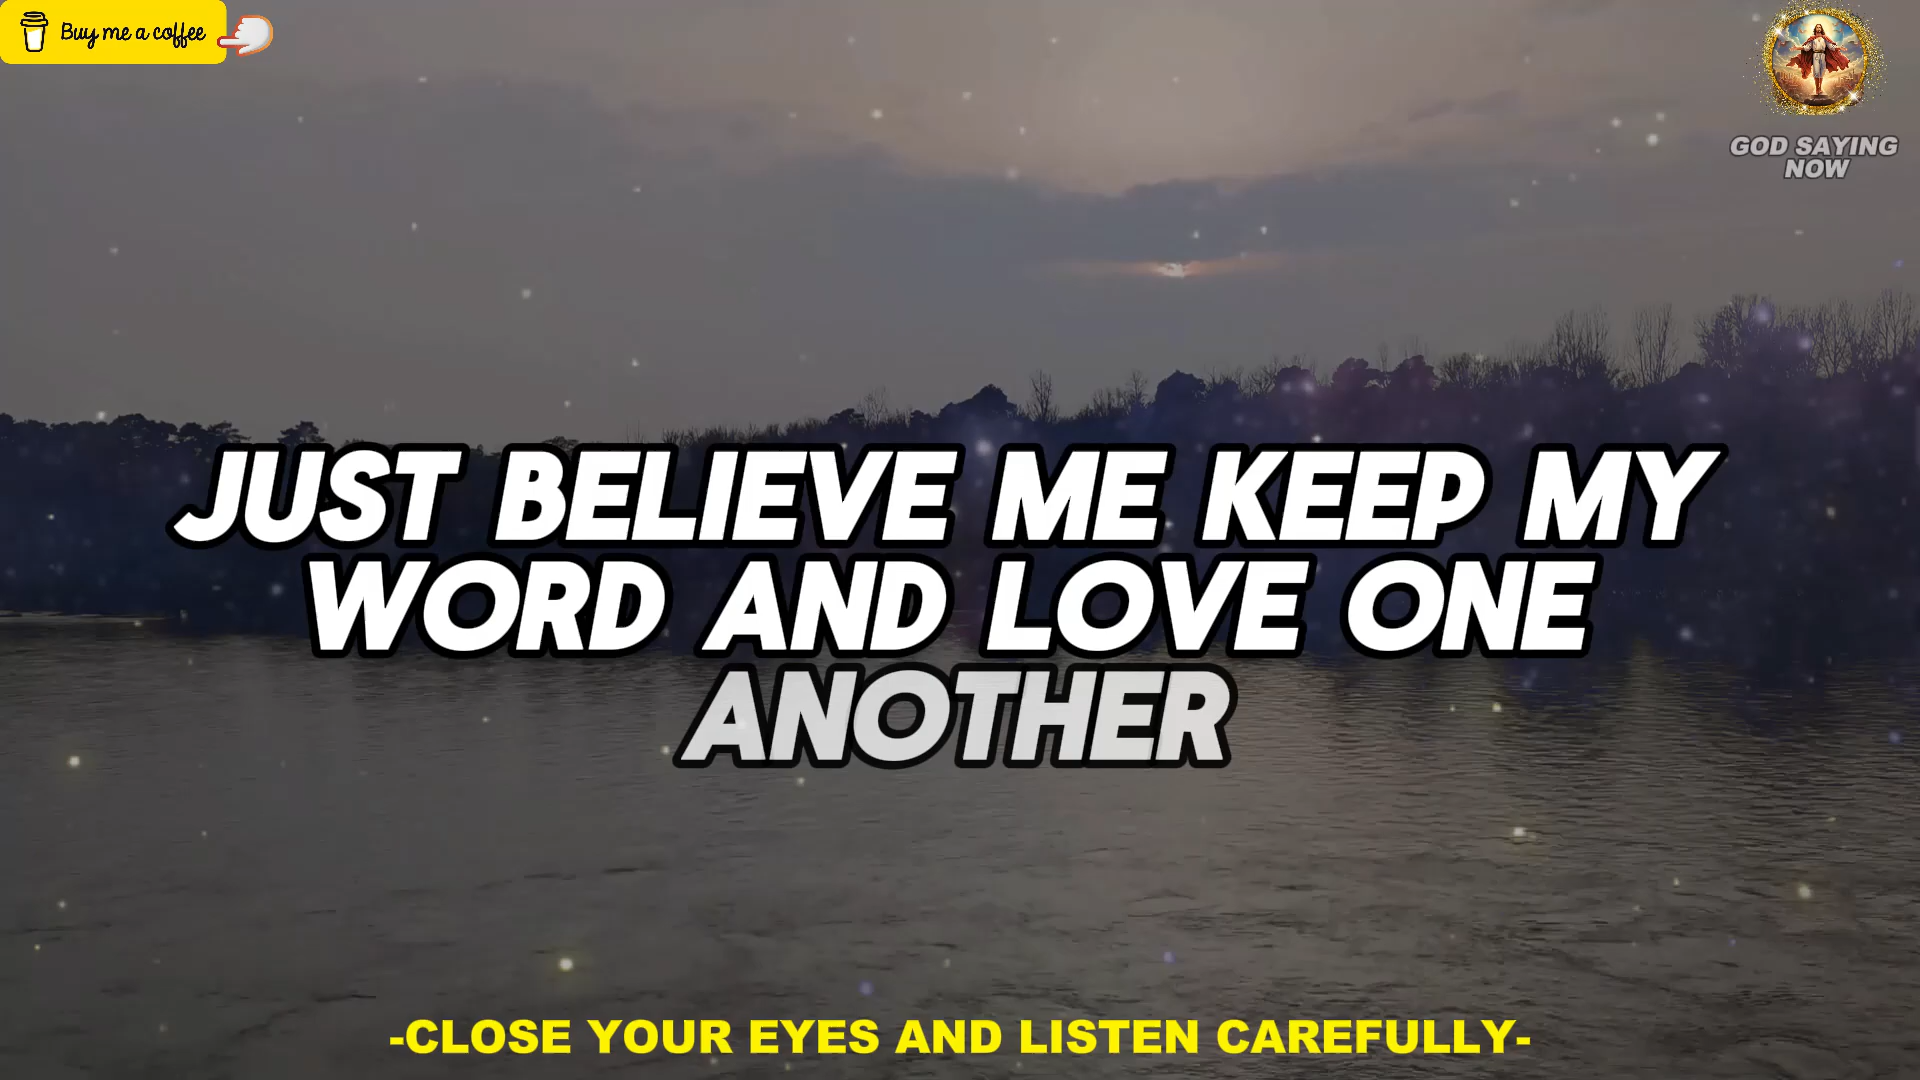 Buy me a coffee
GOD SAYING
NOW
JUST BELIEVE ME KEEP MY
WORD AND LOVE ONE
ANOTHER
-CLOSE YOUR EYES AND LISTEN CAREFULLY-